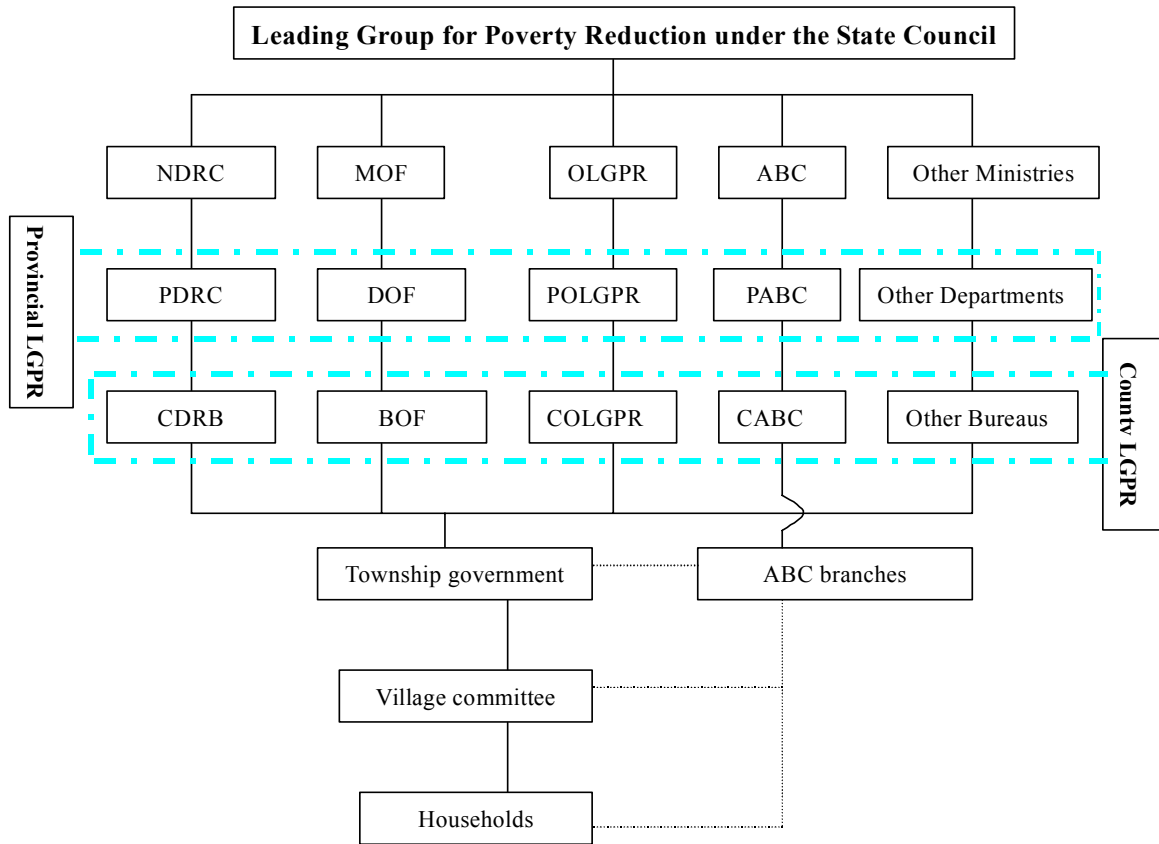 Leading Group for Poverty Reduction under the State Council
NDRC
MOF
OLGPR
ABC
Other Ministries
Provincial LGPR
PDRC
DOF
POLGPR
PABC
Other Departments
County LGPR
CDRB
BOF
COLGPR
CABC
Other Bureaus
Township government
ABC branches
Village committee
Households